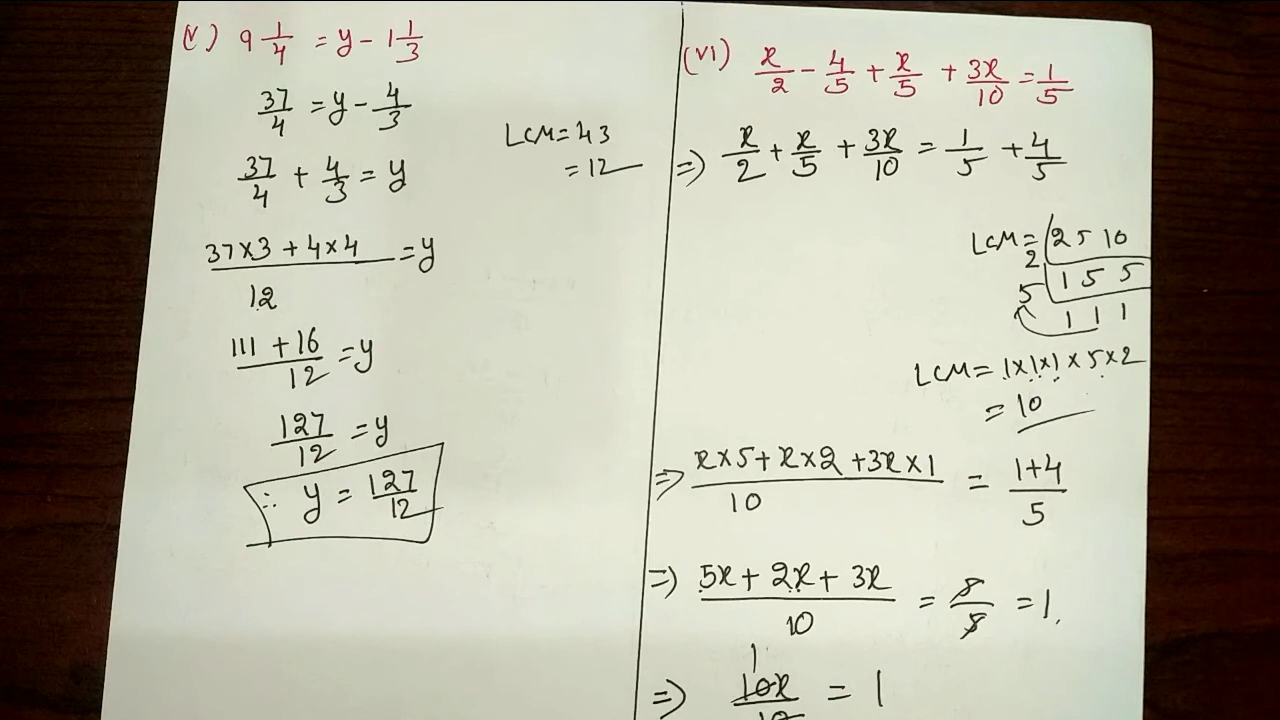 (V) 9 1/4 = y - 1 1/3
37/4 = y - 4/3
37/4 + 4/3 = y
LCM = 43
= 12
37×3 + 4×4 / 12 = y
111 + 16 / 12 = y
127/12 = y
∴ y = 127/12
(VI) x/2 - 4/5 + x/5 + 3x/10 = 1/5
=> x/2 + x/5 + 3x/10 = 1/5 + 4/5
LCM = 2 5 10
2 1 5 5
5 1 1 1
LCM = 1×1×1×5×2
= 10
=> x×5 + x×2 + 3x×1 / 10 = 1+4 / 5
=> 5x + 2x + 3x / 10 = 5/5 = 1.
1
=> 10x / 10 = 1